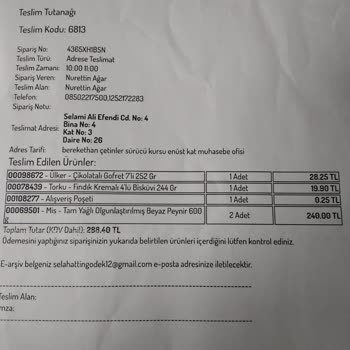 Teslim Tutanağı
Teslim Kodu: 6813
Sipariş No: 436SXH1BSN
Teslim Türü: Adrese Teslimat
Teslim Zamanı: 10:00 11:00
Sipariş Veren: Nurettin Ağar
Teslim Alan: Nurettin Ağar
Telefon: 08502217500,1252172283
Sipariş Notu:
Teslimat Adresi: Selami Ali Efendi Cd. No: 4
Bina No: 4
Kat No: 3
Daire No: 26
Adres Tarifi: berekethan çetinler sürücü kursu enüst kat muhasebe ofisi
Teslim Edilen Ürünler:
00098672 - Ülker - Çikolatalı Gofret 7'li 252 Gr 1 Adet 28.25 TL
00078439 - Torku - Fındık Kremalı 4'lü Bisküvi 244 Gr 1 Adet 19.90 TL
00108277 - Alışveriş Poşeti 1 Adet 0.25 TL
00069501 - Mis - Tam Yağlı Olgunlaştırılmış Beyaz Peynir 600 g 2 Adet 240.00 TL
Toplam Tutar (KDV Dahil): 288.40 TL
Ödemesini yaptığınız siparişinizin yukarıda belirtilen ürünleri içerdiğini lütfen kontrol ediniz.
E-arşiv belgeniz selahattingodek12@gmail.com e-posta adresinize iletilecektir.
Teslim Alan:
mza: